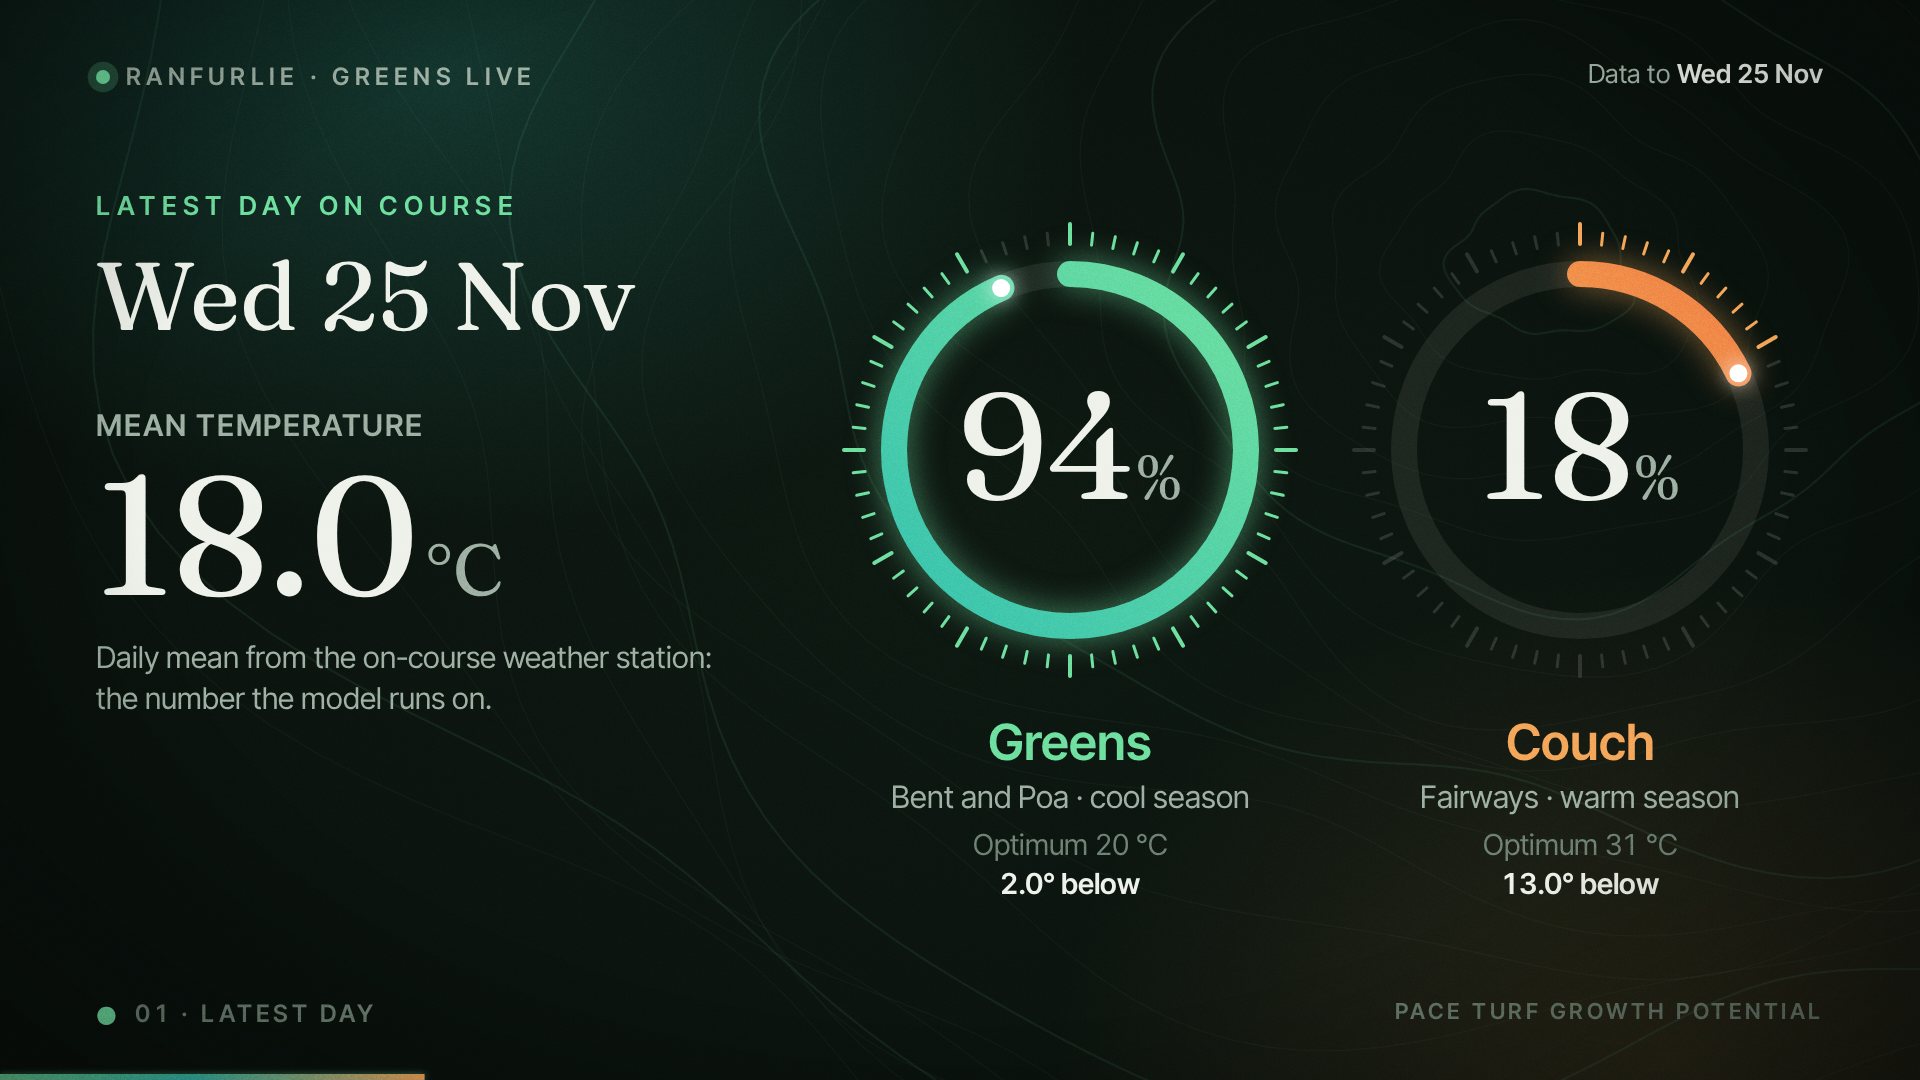 RANFURLIE · GREENS LIVE
Data to Wed 25 Nov
LATEST DAY ON COURSE
Wed 25 Nov
MEAN TEMPERATURE
18.0 °C
Daily mean from the on-course weather station:
the number the model runs on.
94%
Greens
Bent and Poa · cool season
Optimum 20 °C
2.0° below
18%
Couch
Fairways · warm season
Optimum 31 °C
13.0° below
01 · LATEST DAY
PACE TURF GROWTH POTENTIAL